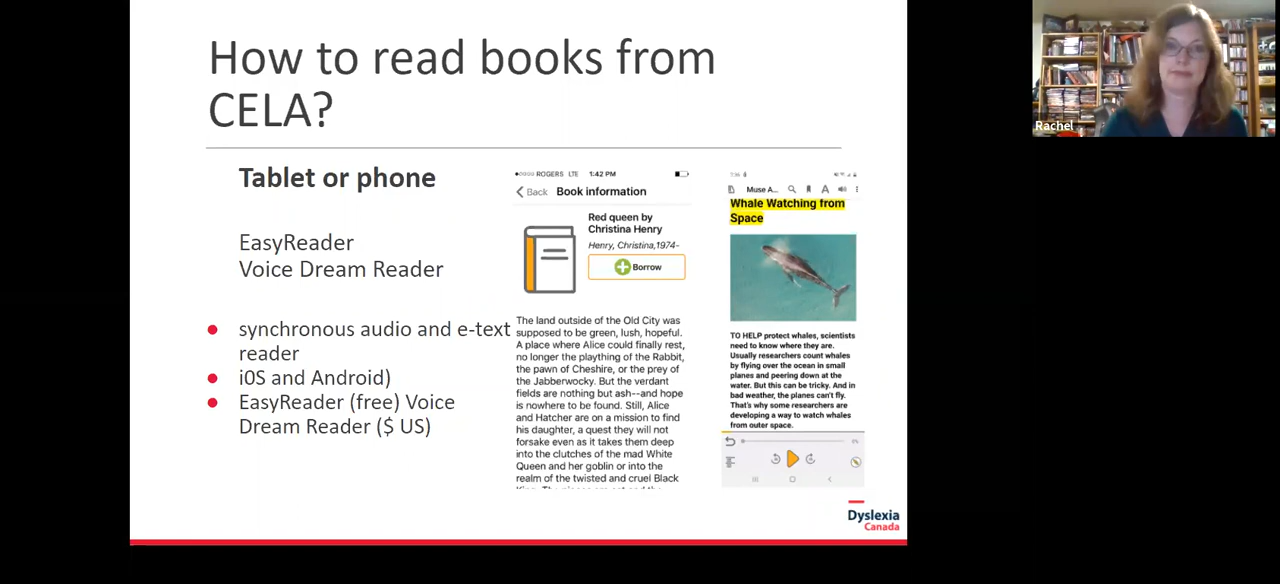 How to read books from
CELA?
Tablet or phone
EasyReader
Voice Dream Reader
synchronous audio and e-text
reader
iOS and Android)
EasyReader (free) Voice
Dream Reader ($ US)
ROGERS LTE 1:42 PM
Back Book information
Red queen by
Christina Henry
Henry, Christina,1974-
Borrow
The land outside of the Old City was
supposed to be green, lush, hopeful.
A place where Alice could finally rest,
no longer the plaything of the Rabbit,
the pawn of Cheshire, or the prey of
the Jabberwocky. But the verdant
fields are nothing but ash--and hope
is nowhere to be found. Still, Alice
and Hatcher are on a mission to find
his daughter, a quest they will not
forsake even as it takes them deep
into the clutches of the mad White
Queen and her goblin or into the
realm of the twisted and cruel Black
Muse A...
Whale Watching from
Space
TO HELP protect whales, scientists
need to know where they are.
Usually researchers count whales
by flying over the ocean in small
planes and peering down at the
water. But this can be tricky. And in
bad weather, the planes can't fly.
That's why some researchers are
developing a way to watch whales
from outer space.
Dyslexia
Canada
Rachel